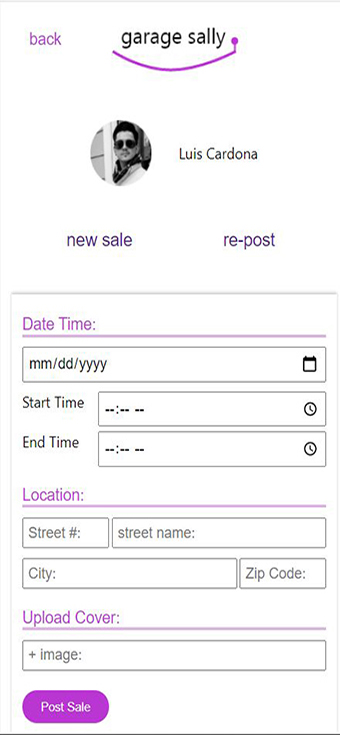 back
garage sally
Luis Cardona
new sale re-post
Date Time:
mm/dd/yyyy
Start Time --:-- --
End Time --:-- --
Location:
Street #: street name:
City: Zip Code:
Upload Cover:
+ image:
Post Sale